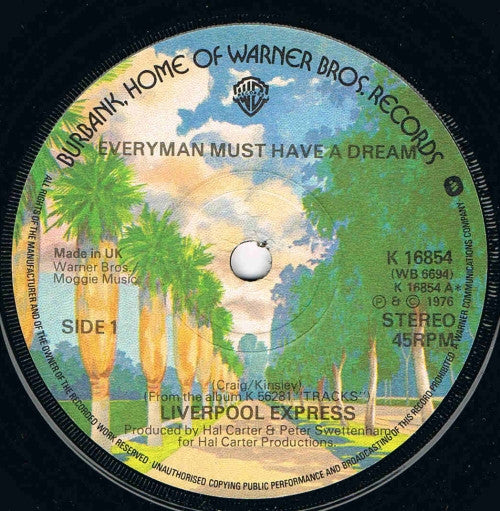 BURBANK, HOME OF WARNER BROS. RECORDS
EVERYMAN MUST HAVE A DREAM
Made in UK
Warner Bros./
Moggie Music
SIDE 1
K 16854
(WB 6694)
K 16854 A*
℗ & © 1976
STEREO
45RPM
(Craig/Kinsley)
(From the album K 56281 "TRACKS")
LIVERPOOL EXPRESS
Produced by Hal Carter & Peter Swettenham
for Hal Carter Productions.
ALL RIGHTS OF THE MANUFACTURER AND OF THE OWNER OF THE RECORDED WORK RESERVED
UNAUTHORISED COPYING PUBLIC PERFORMANCE AND BROADCASTING OF THIS RECORD PROHIBITED
A WARNER COMMUNICATIONS COMPANY